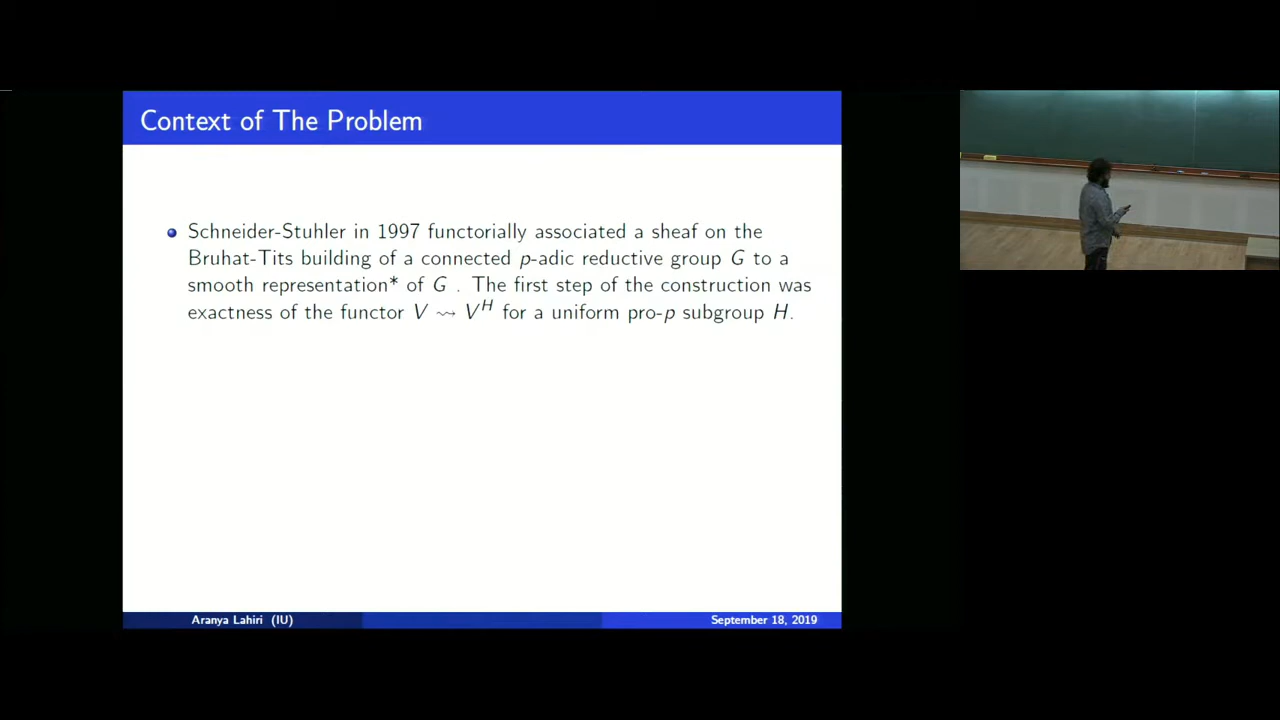 Context of The Problem
Schneider-Stuhler in 1997 functorially associated a sheaf on the
Bruhat-Tits building of a connected p-adic reductive group G to a
smooth representation* of G . The first step of the construction was
exactness of the functor V ⇝ V^H for a uniform pro-p subgroup H.
Aranya Lahiri (IU)
September 18, 2019